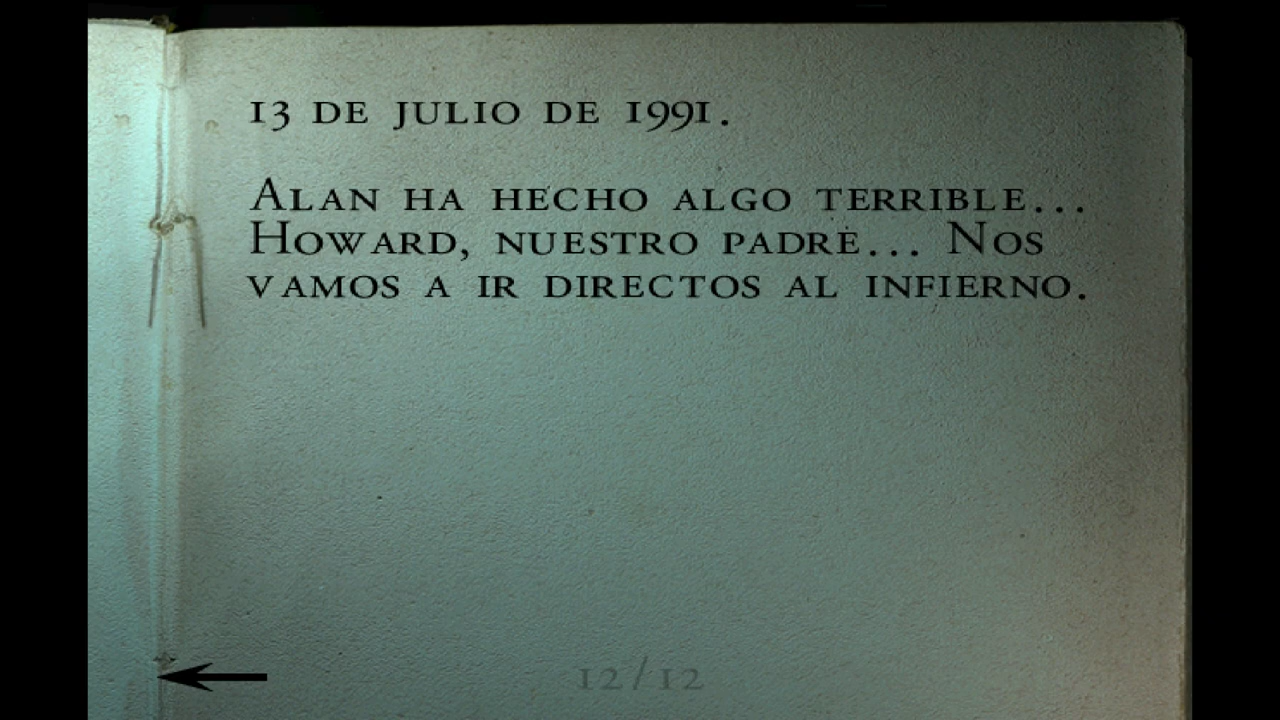 13 DE JULIO DE 1991.
ALAN HA HECHO ALGO TERRIBLE...
HOWARD, NUESTRO PADRE... NOS
VAMOS A IR DIRECTOS AL INFIERNO.
12/12